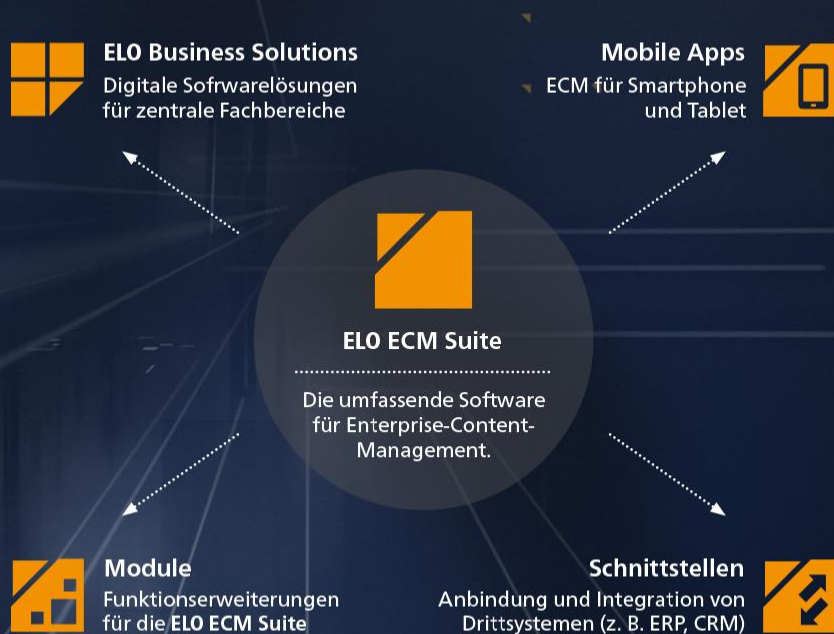 ELO Business Solutions
Digitale Sofrwarelösungen
für zentrale Fachbereiche
Mobile Apps
ECM für Smartphone
und Tablet
ELO ECM Suite
Die umfassende Software
für Enterprise-Content-
Management.
Module
Funktionserweiterungen
für die ELO ECM Suite
Schnittstellen
Anbindung und Integration von
Drittsystemen (z. B. ERP, CRM)